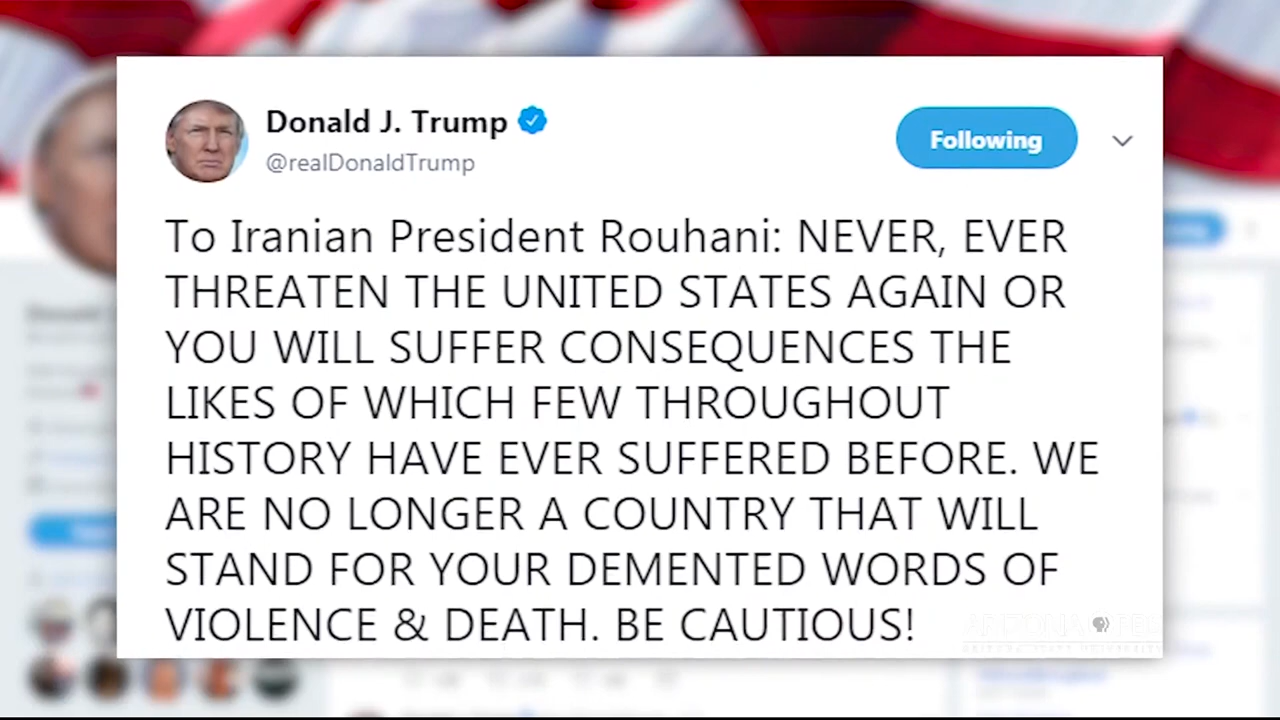 Donald J. Trump
@realDonaldTrump
Following
To Iranian President Rouhani: NEVER, EVER
THREATEN THE UNITED STATES AGAIN OR
YOU WILL SUFFER CONSEQUENCES THE
LIKES OF WHICH FEW THROUGHOUT
HISTORY HAVE EVER SUFFERED BEFORE. WE
ARE NO LONGER A COUNTRY THAT WILL
STAND FOR YOUR DEMENTED WORDS OF
VIOLENCE & DEATH. BE CAUTIOUS!